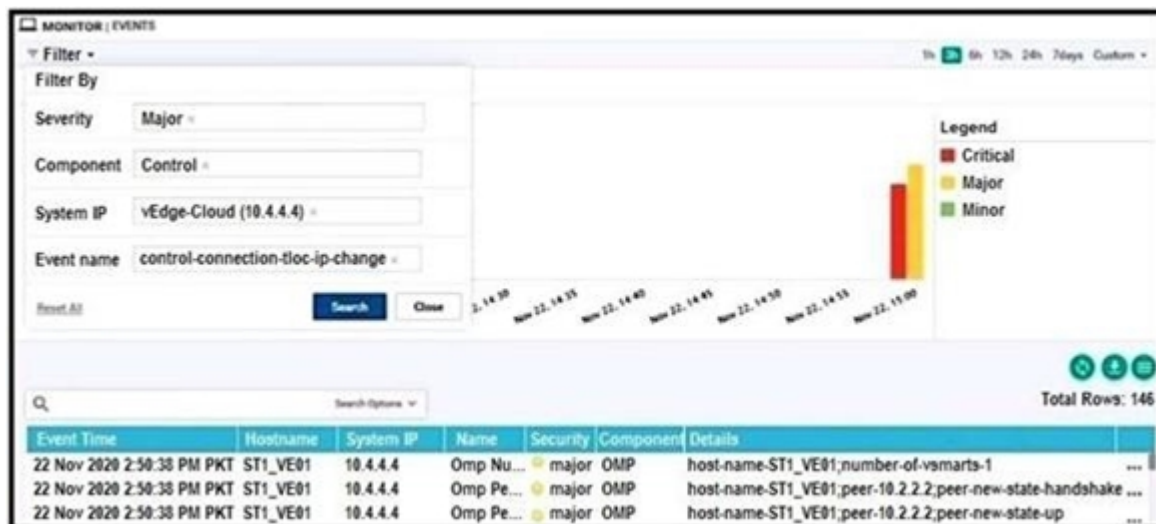 MONITOR | EVENTS
Filter
1h 3h 6h 12h 24h 7days Custom
Filter By
Severity Major ×
Component Control ×
System IP vEdge-Cloud (10.4.4.4) ×
Event name control-connection-tloc-ip-change ×
Reset All Search Close
Legend
Critical
Major
Minor
2, 14:30 Nov 22, 14:35 Nov 22, 14:40 Nov 22, 14:45 Nov 22, 14:50 Nov 22, 14:55 Nov 22, 15:00
Total Rows: 146
Search Options
Event Time Hostname System IP Name Security Component Details
22 Nov 2020 2:50:38 PM PKT ST1_VE01 10.4.4.4 Omp Nu... major OMP host-name-ST1_VE01;number-of-vsmarts-1 ...
22 Nov 2020 2:50:38 PM PKT ST1_VE01 10.4.4.4 Omp Pe... major OMP host-name-ST1_VE01;peer-10.2.2.2;peer-new-state-handshake ...
22 Nov 2020 2:50:38 PM PKT ST1_VE01 10.4.4.4 Omp Pe... major OMP host-name-ST1_VE01;peer-10.2.2.2;peer-new-state-up ...